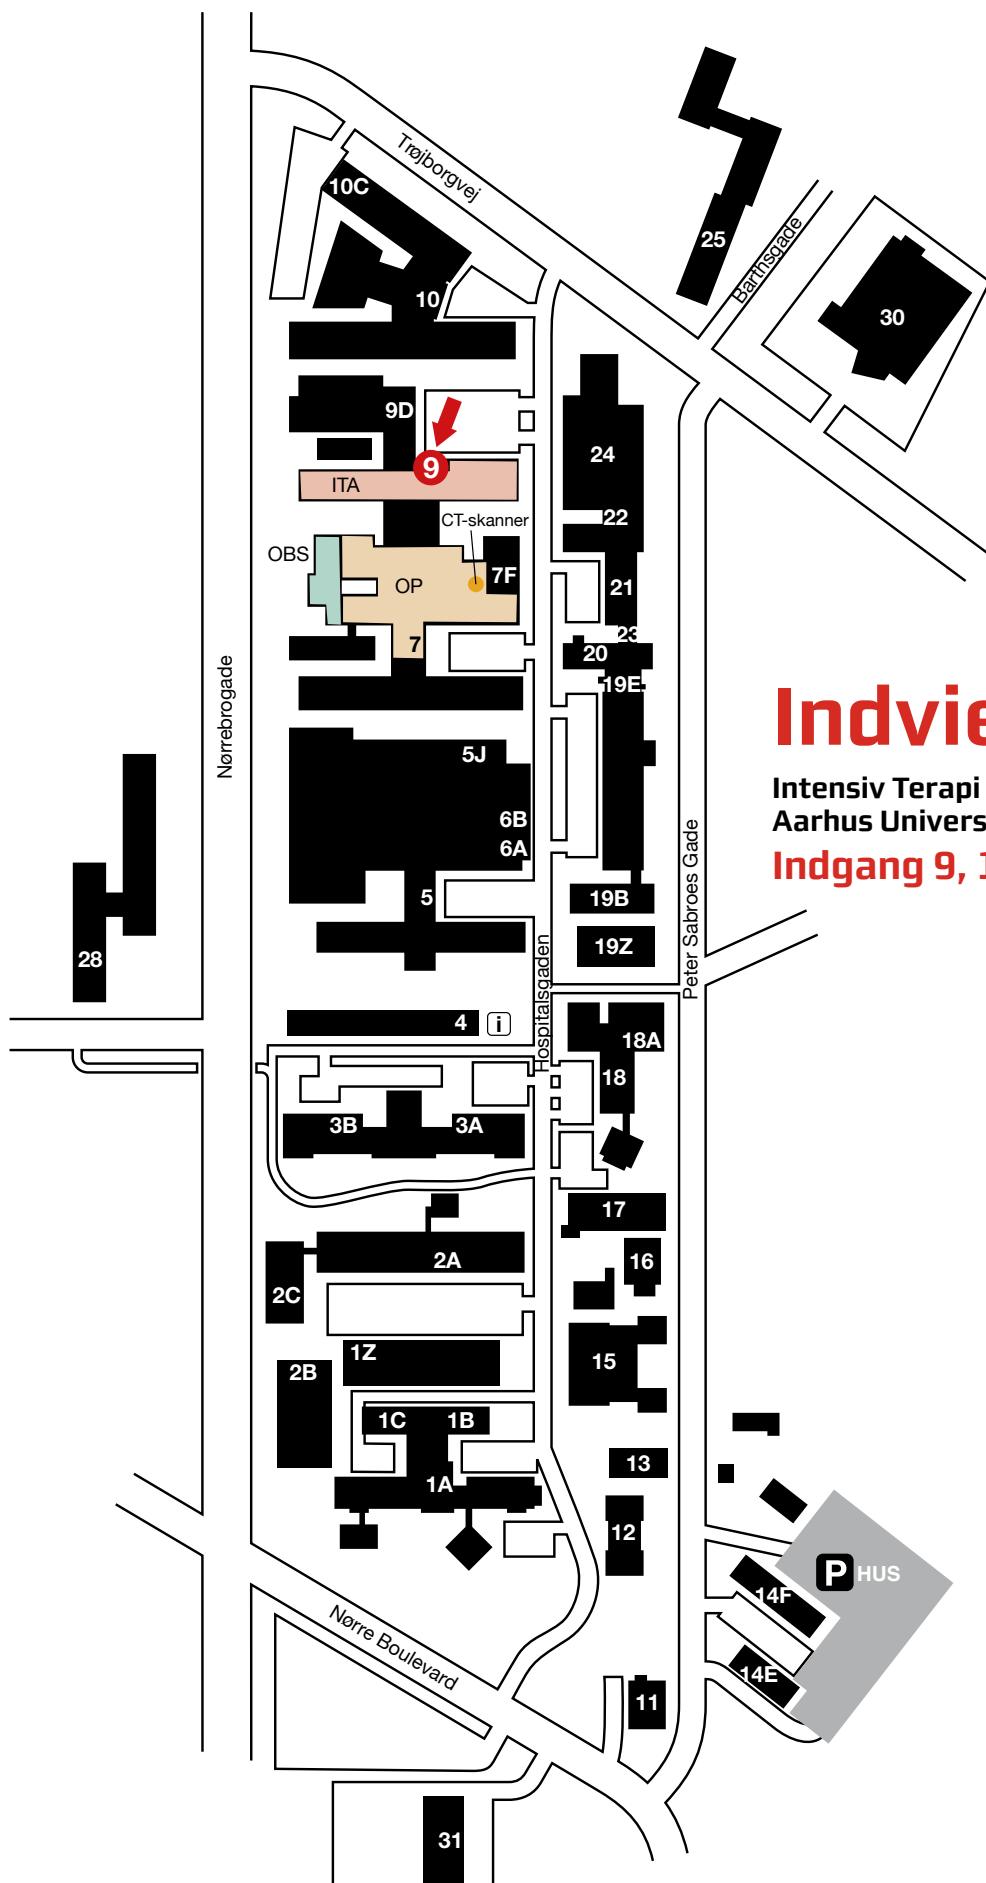 Trøjborgvej
10C
25
Barthsgade
10
30
9D
9
24
ITA
CT-skanner
22
OBS
7F
OP
21
7
23
20
19E
Nørrebrogade
Indvie
5J
Intensiv Terapi
6B
Aarhus Univers
6A
Indgang 9, 1
Peter Sabroes Gade
5
19B
28
19Z
Hospitalsgaden
4
i
18A
18
3B
3A
17
2A
16
2C
1Z
15
2B
1C
1B
13
1A
12
P HUS
14F
Nørre Boulevard
14E
11
31